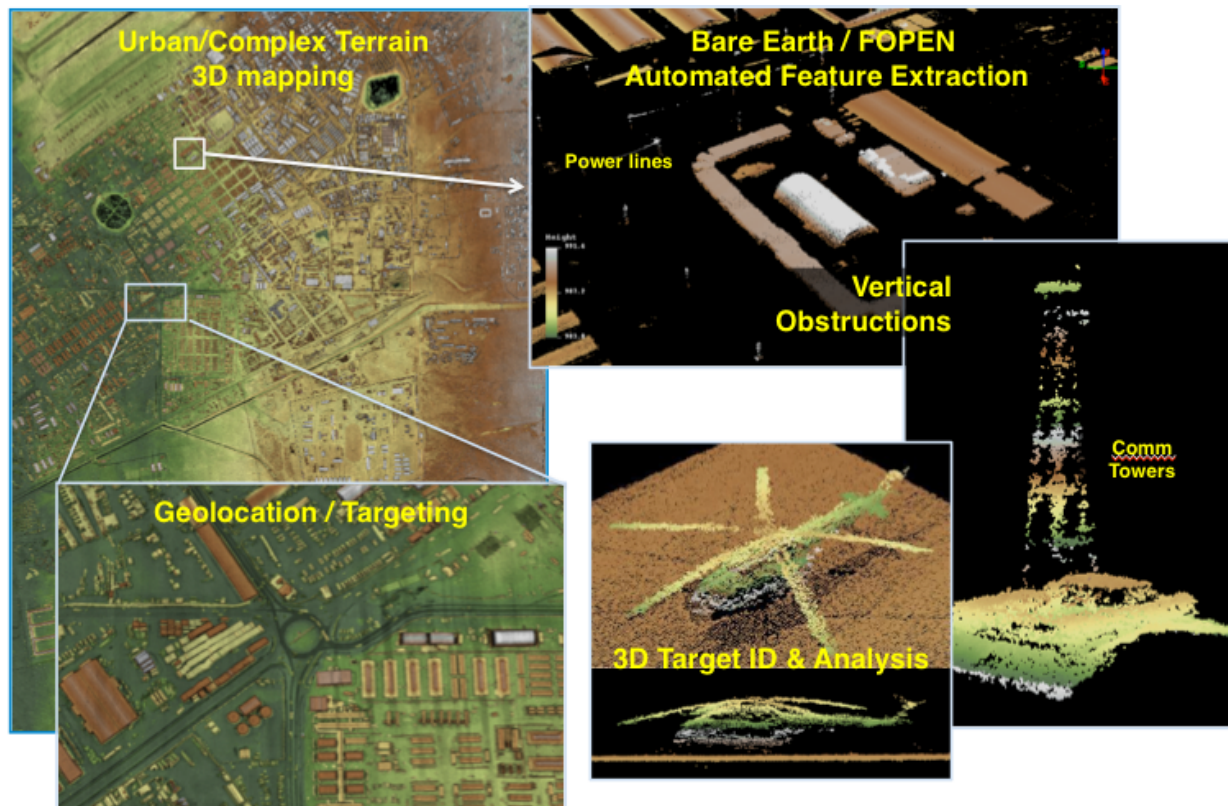 Urban/Complex Terrain
3D mapping
Bare Earth / FOPEN
Automated Feature Extraction
Power lines
Height
Vertical
Obstructions
Comm
Towers
Geolocation / Targeting
3D Target ID & Analysis